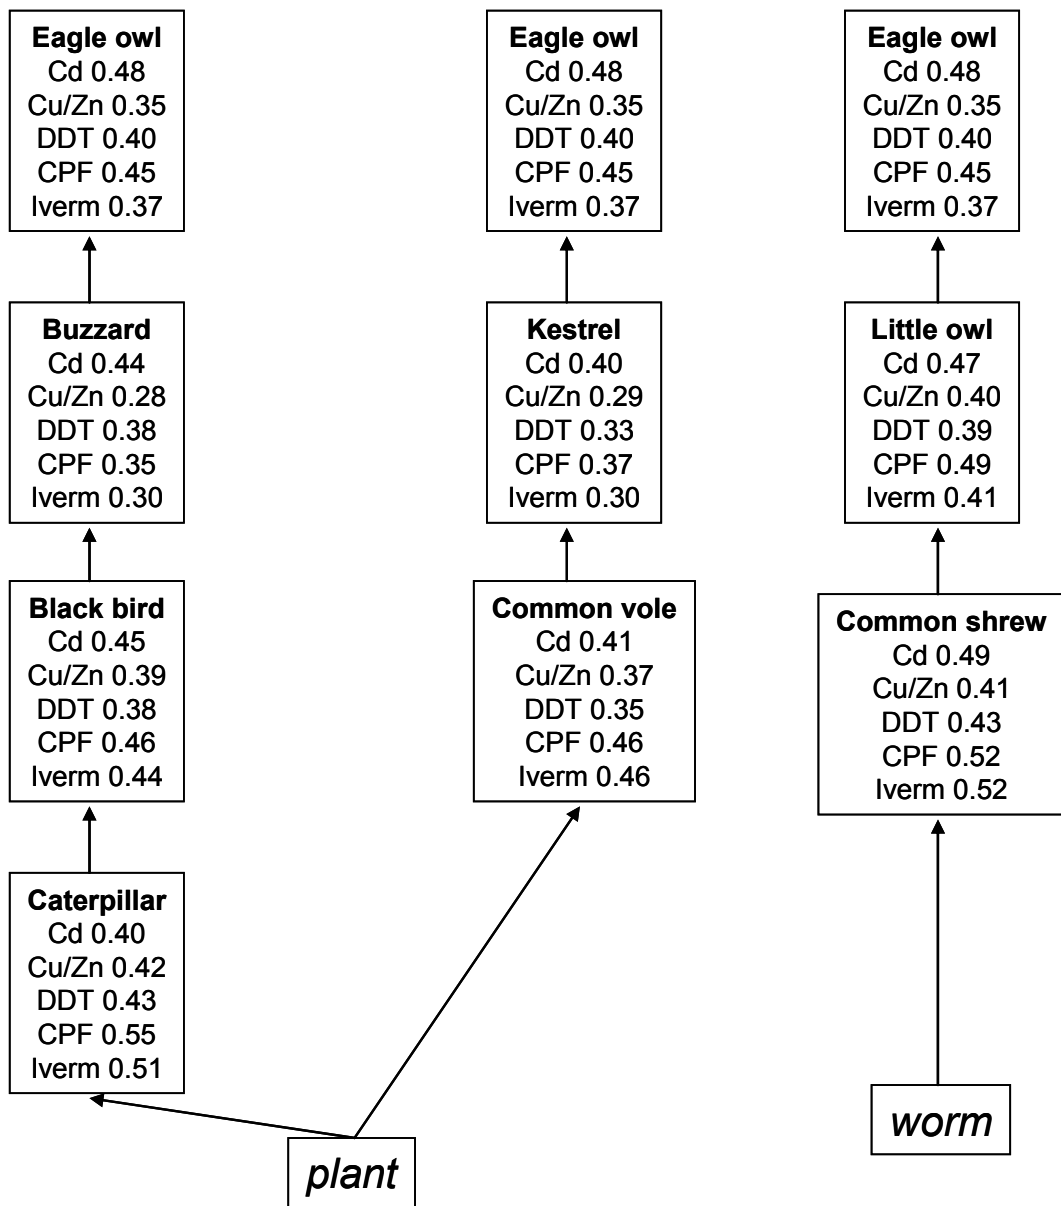 Eagle owl
Cd 0.48
Cu/Zn 0.35
DDT 0.40
CPF 0.45
Iverm 0.37
Eagle owl
Cd 0.48
Cu/Zn 0.35
DDT 0.40
CPF 0.45
Iverm 0.37
Eagle owl
Cd 0.48
Cu/Zn 0.35
DDT 0.40
CPF 0.45
Iverm 0.37
Buzzard
Cd 0.44
Cu/Zn 0.28
DDT 0.38
CPF 0.35
Iverm 0.30
Kestrel
Cd 0.40
Cu/Zn 0.29
DDT 0.33
CPF 0.37
Iverm 0.30
Little owl
Cd 0.47
Cu/Zn 0.40
DDT 0.39
CPF 0.49
Iverm 0.41
Black bird
Cd 0.45
Cu/Zn 0.39
DDT 0.38
CPF 0.46
Iverm 0.44
Common vole
Cd 0.41
Cu/Zn 0.37
DDT 0.35
CPF 0.46
Iverm 0.46
Common shrew
Cd 0.49
Cu/Zn 0.41
DDT 0.43
CPF 0.52
Iverm 0.52
Caterpillar
Cd 0.40
Cu/Zn 0.42
DDT 0.43
CPF 0.55
Iverm 0.51
plant
worm